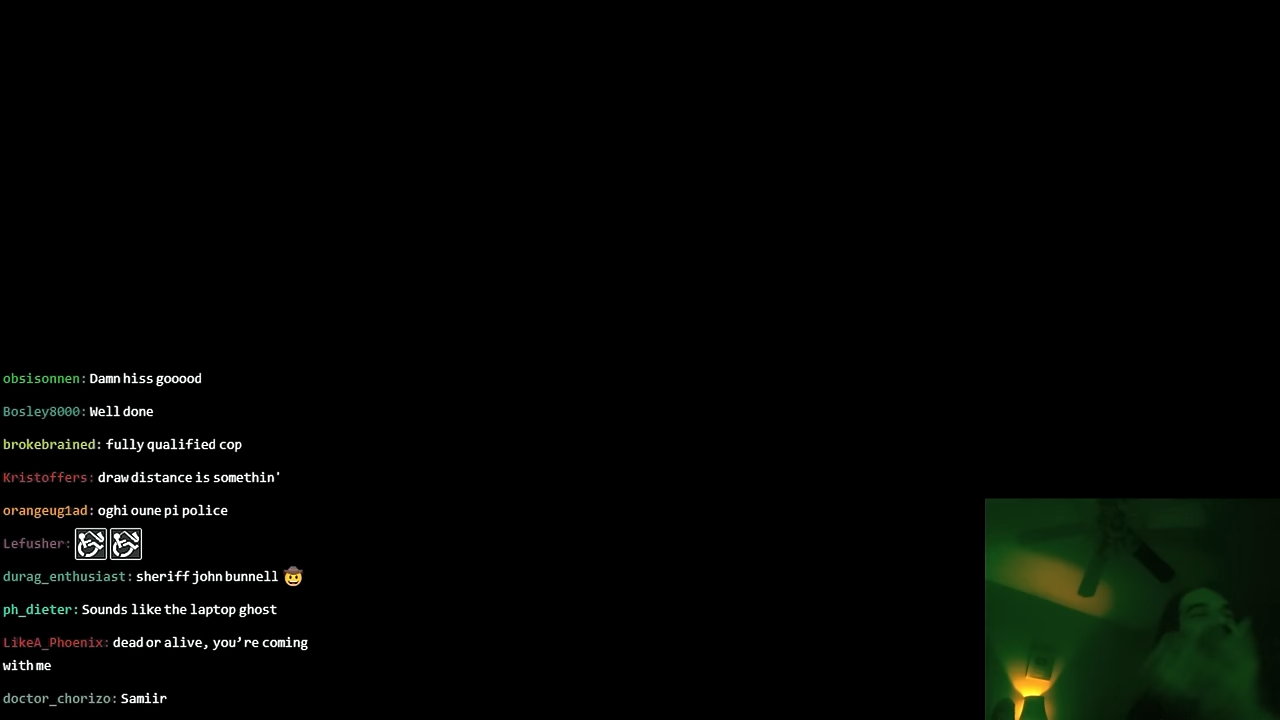 obsisonnen: Damn hiss gooood
Bosley8000: Well done
brokebrained: fully qualified cop
Kristoffers: draw distance is somethin'
orangeug1ad: oghi oune pi police
Lefusher:
durag_enthusiast: sheriff john bunnell 🤠
ph_dieter: Sounds like the laptop ghost
LikeA_Phoenix: dead or alive, you’re coming
with me
doctor_chorizo: Samiir